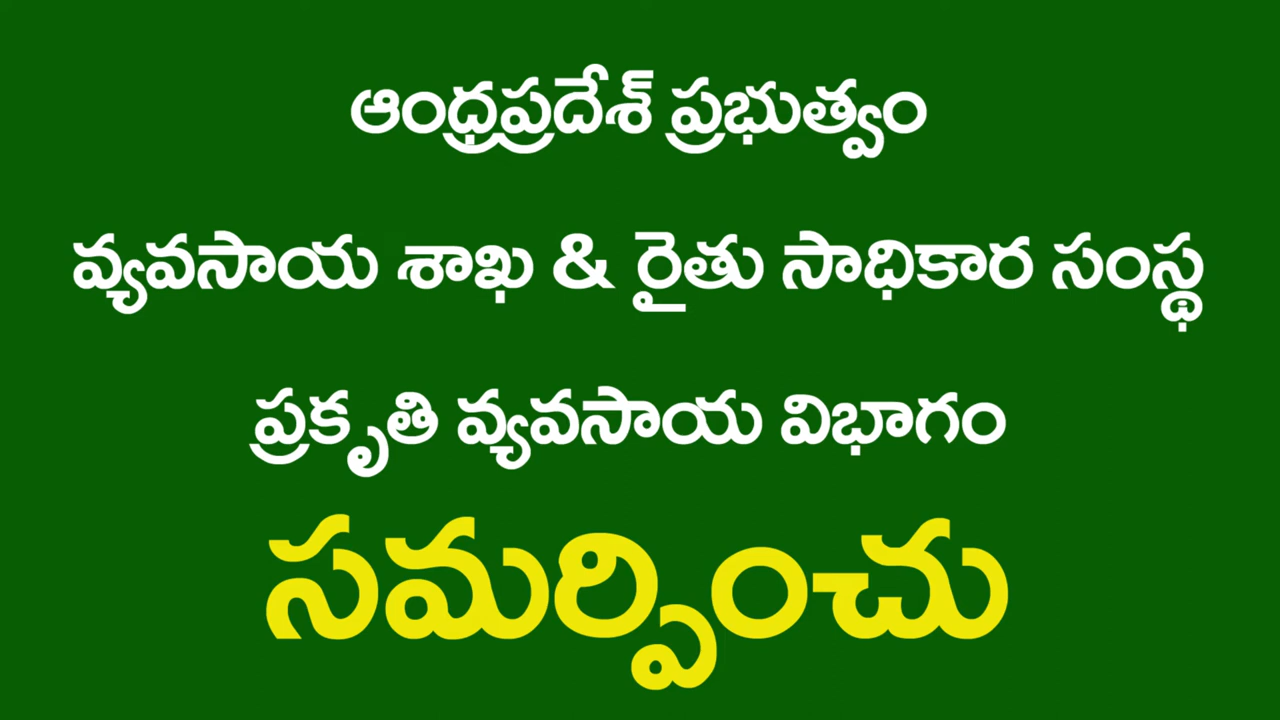 ఆంధ్రప్రదేశ్ ప్రభుత్వం
వ్యవసాయ శాఖ & రైతు సాధికార సంస్థ
ప్రకృతి వ్యవసాయ విభాగం
సమర్పించు